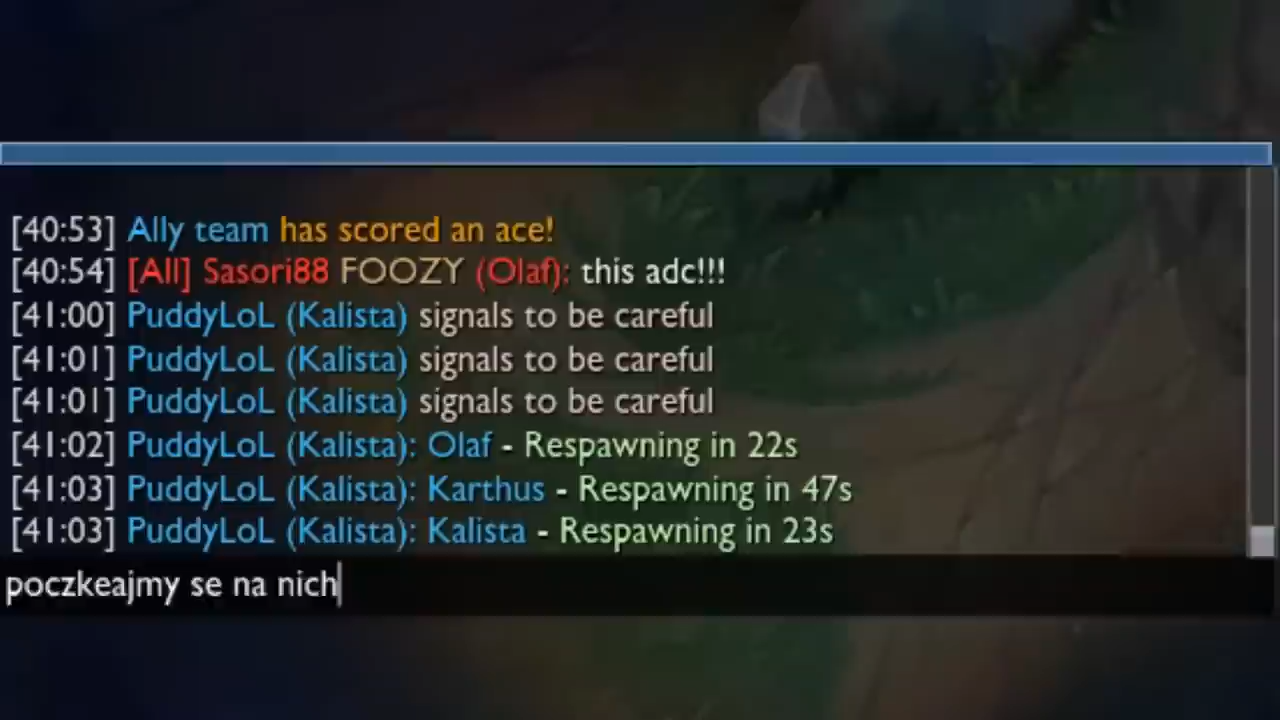 [40:53] Ally team has scored an ace!
[40:54] [All] Sasori88 FOOZY (Olaf): this adc!!!
[41:00] PuddyLoL (Kalista) signals to be careful
[41:01] PuddyLoL (Kalista) signals to be careful
[41:01] PuddyLoL (Kalista) signals to be careful
[41:02] PuddyLoL (Kalista): Olaf - Respawning in 22s
[41:03] PuddyLoL (Kalista): Karthus - Respawning in 47s
[41:03] PuddyLoL (Kalista): Kalista - Respawning in 23s
poczkeajmy se na nich